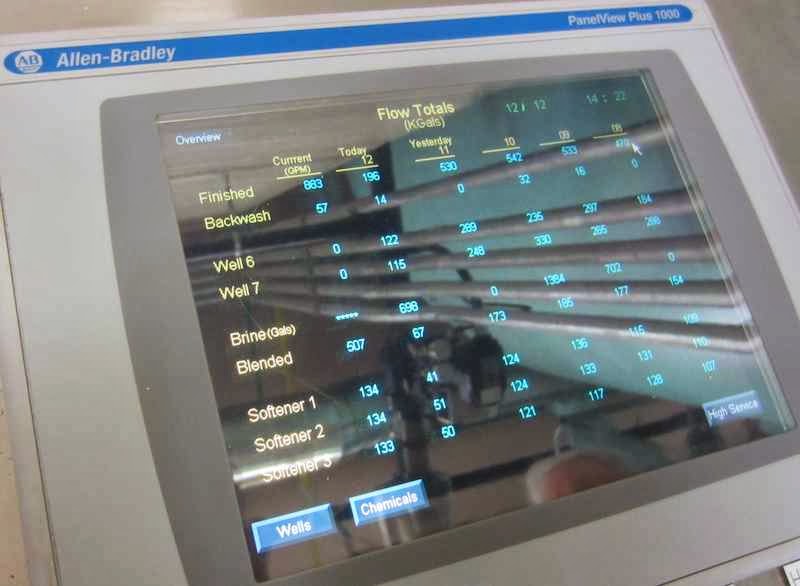 AB Allen-Bradley PanelView Plus 1000
Overview Flow Totals 12/ 12 14 : 22
(KGals)
Currrent Today Yesterday
(GPM) 12 11 10 09 08
Finished 883 196 530 542 533
Backwash 57 14 0 32 16 0
Well 6 0 122 289 235 297 184
Well 7 0 115 248 330 285 288
Brine(Gals) ***** 698 0 1384 702 0
Blended 507 67 173 185 177 154
Softener 1 134 41 124 136 115 109
Softener 2 134 51 124 133 131 110
Softener 3 133 50 121 117 128 107
High Service
Wells Chemicals